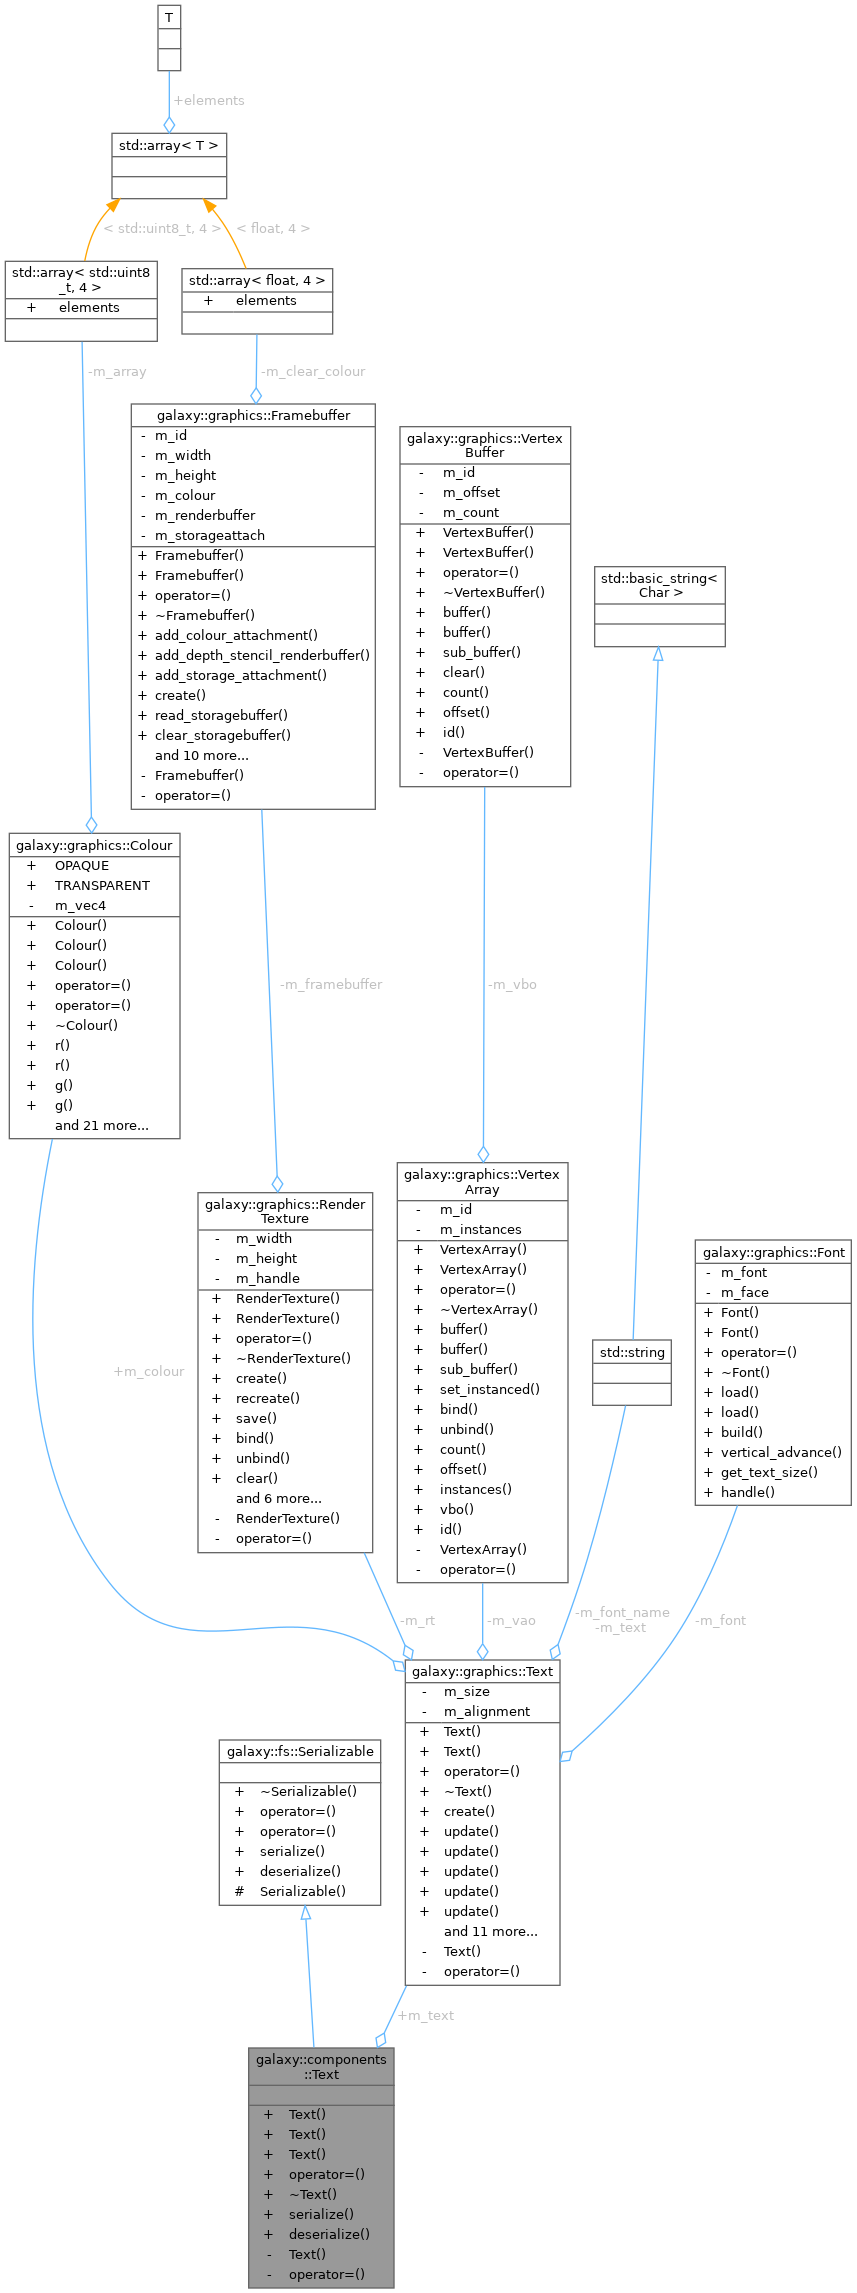 T
+elements
std::array< T >
< std::uint8_t, 4 >
< float, 4 >
std::array< std::uint8
_t, 4 >
+ elements
std::array< float, 4 >
+ elements
-m_array
-m_clear_colour
galaxy::graphics::Framebuffer
- m_id
- m_width
- m_height
- m_colour
- m_renderbuffer
- m_storageattach
+ Framebuffer()
+ Framebuffer()
+ operator=()
+ ~Framebuffer()
+ add_colour_attachment()
+ add_depth_stencil_renderbuffer()
+ add_storage_attachment()
+ create()
+ read_storagebuffer()
+ clear_storagebuffer()
and 10 more...
- Framebuffer()
- operator=()
galaxy::graphics::Vertex
Buffer
- m_id
- m_offset
- m_count
+ VertexBuffer()
+ VertexBuffer()
+ operator=()
+ ~VertexBuffer()
+ buffer()
+ buffer()
+ sub_buffer()
+ clear()
+ count()
+ offset()
+ id()
- VertexBuffer()
- operator=()
std::basic_string<
Char >
galaxy::graphics::Colour
+ OPAQUE
+ TRANSPARENT
- m_vec4
+ Colour()
+ Colour()
+ Colour()
+ operator=()
+ operator=()
+ ~Colour()
+ r()
+ r()
+ g()
+ g()
and 21 more...
-m_framebuffer
-m_vbo
galaxy::graphics::Render
Texture
- m_width
- m_height
- m_handle
+ RenderTexture()
+ RenderTexture()
+ operator=()
+ ~RenderTexture()
+ create()
+ recreate()
+ save()
+ bind()
+ unbind()
+ clear()
and 6 more...
- RenderTexture()
- operator=()
galaxy::graphics::Vertex
Array
- m_id
- m_instances
+ VertexArray()
+ VertexArray()
+ operator=()
+ ~VertexArray()
+ buffer()
+ buffer()
+ sub_buffer()
+ set_instanced()
+ bind()
+ unbind()
+ count()
+ offset()
+ instances()
+ vbo()
+ id()
- VertexArray()
- operator=()
std::string
galaxy::graphics::Font
- m_font
- m_face
+ Font()
+ Font()
+ operator=()
+ ~Font()
+ load()
+ load()
+ build()
+ vertical_advance()
+ get_text_size()
+ handle()
+m_colour
-m_rt
-m_vao
-m_font_name
-m_text
-m_font
galaxy::graphics::Text
- m_size
- m_alignment
+ Text()
+ Text()
+ operator=()
+ ~Text()
+ create()
+ update()
+ update()
+ update()
+ update()
+ update()
and 11 more...
- Text()
- operator=()
galaxy::fs::Serializable
+ ~Serializable()
+ operator=()
+ operator=()
+ serialize()
+ deserialize()
# Serializable()
+m_text
galaxy::components
::Text
+ Text()
+ Text()
+ Text()
+ operator=()
+ ~Text()
+ serialize()
+ deserialize()
- Text()
- operator=()